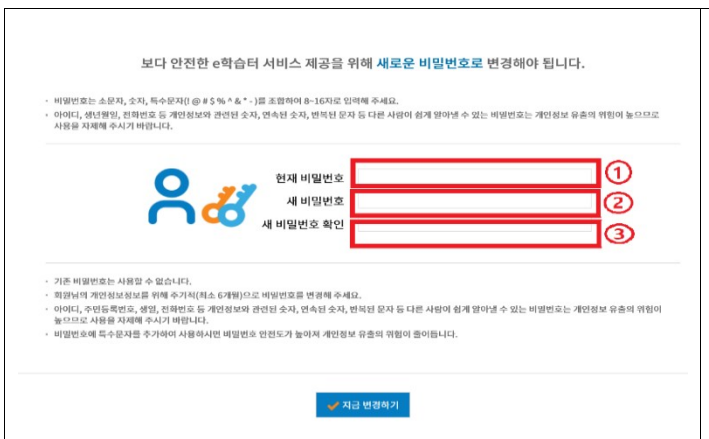 보다 안전한 e학습터 서비스 제공을 위해 새로운 비밀번호로 변경해야 됩니다.
· 비밀번호는 소문자, 숫자, 특수문자(! @ # $ % ^ & * - )를 조합하여 8~16자로 입력해 주세요.
· 아이디, 생년월일, 전화번호 등 개인정보와 관련된 숫자, 연속된 숫자, 반복된 문자 등 다른 사람이 쉽게 알아낼 수 있는 비밀번호는 개인정보 유출의 위험이 높으므로
사용을 자제해 주시기 바랍니다.
현재 비밀번호 ①
새 비밀번호 ②
새 비밀번호 확인 ③
· 기존 비밀번호는 사용할 수 없습니다.
· 회원님의 개인정보정보를 위해 주기적(최소 6개월)으로 비밀번호를 변경해 주세요.
· 아이디, 주민등록번호, 생일, 전화번호 등 개인정보와 관련된 숫자, 연속된 숫자, 반복된 문자 등 다른 사람이 쉽게 알아낼 수 있는 비밀번호는 개인정보 유출의 위험이
높으므로 사용을 자제해 주시기 바랍니다.
· 비밀번호에 특수문자를 추가하여 사용하시면 비밀번호 안전도가 높아져 개인정보 유출의 위험이 줄어듭니다.
지금 변경하기